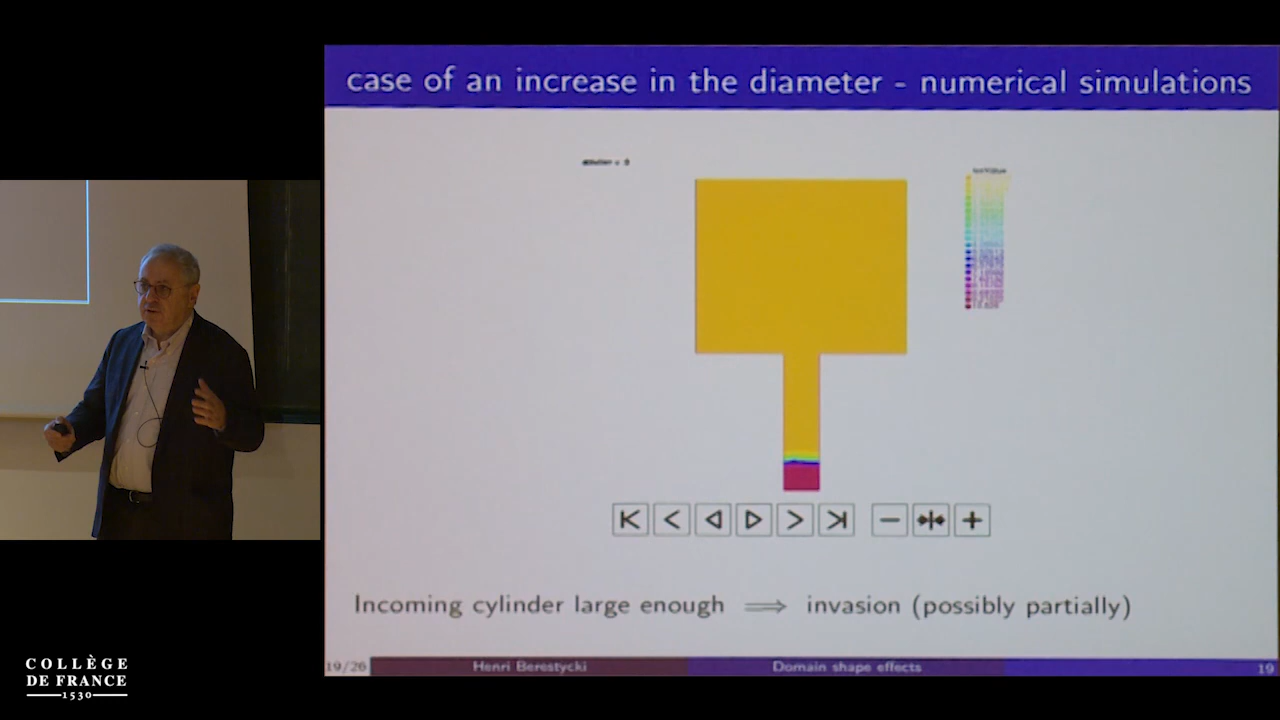 case of an increase in the diameter - numerical simulations
Incoming cylinder large enough ⟹ invasion (possibly partially)
19/26
Henri Berestycki
Domain shape effects
19
COLLÈGE
DE FRANCE
1530